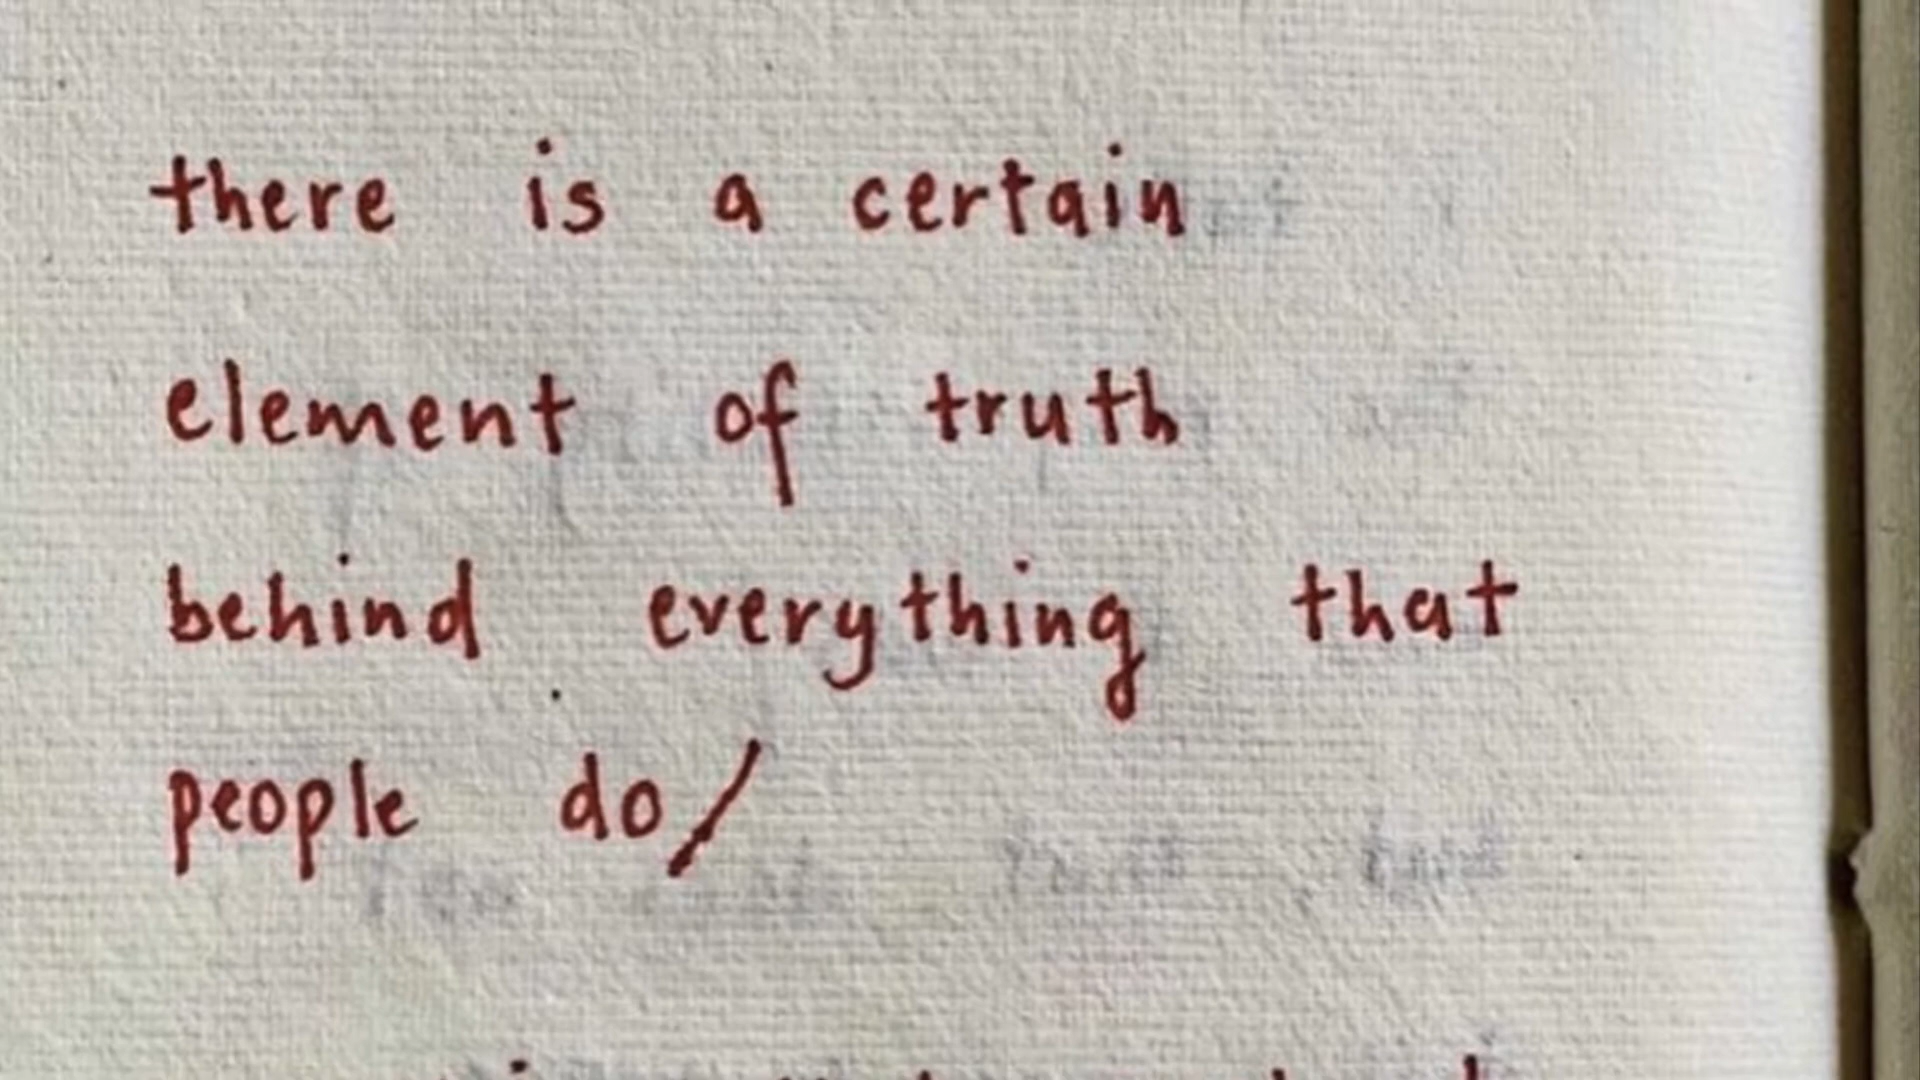 there is a certain
element of truth
behind everything that
people do/